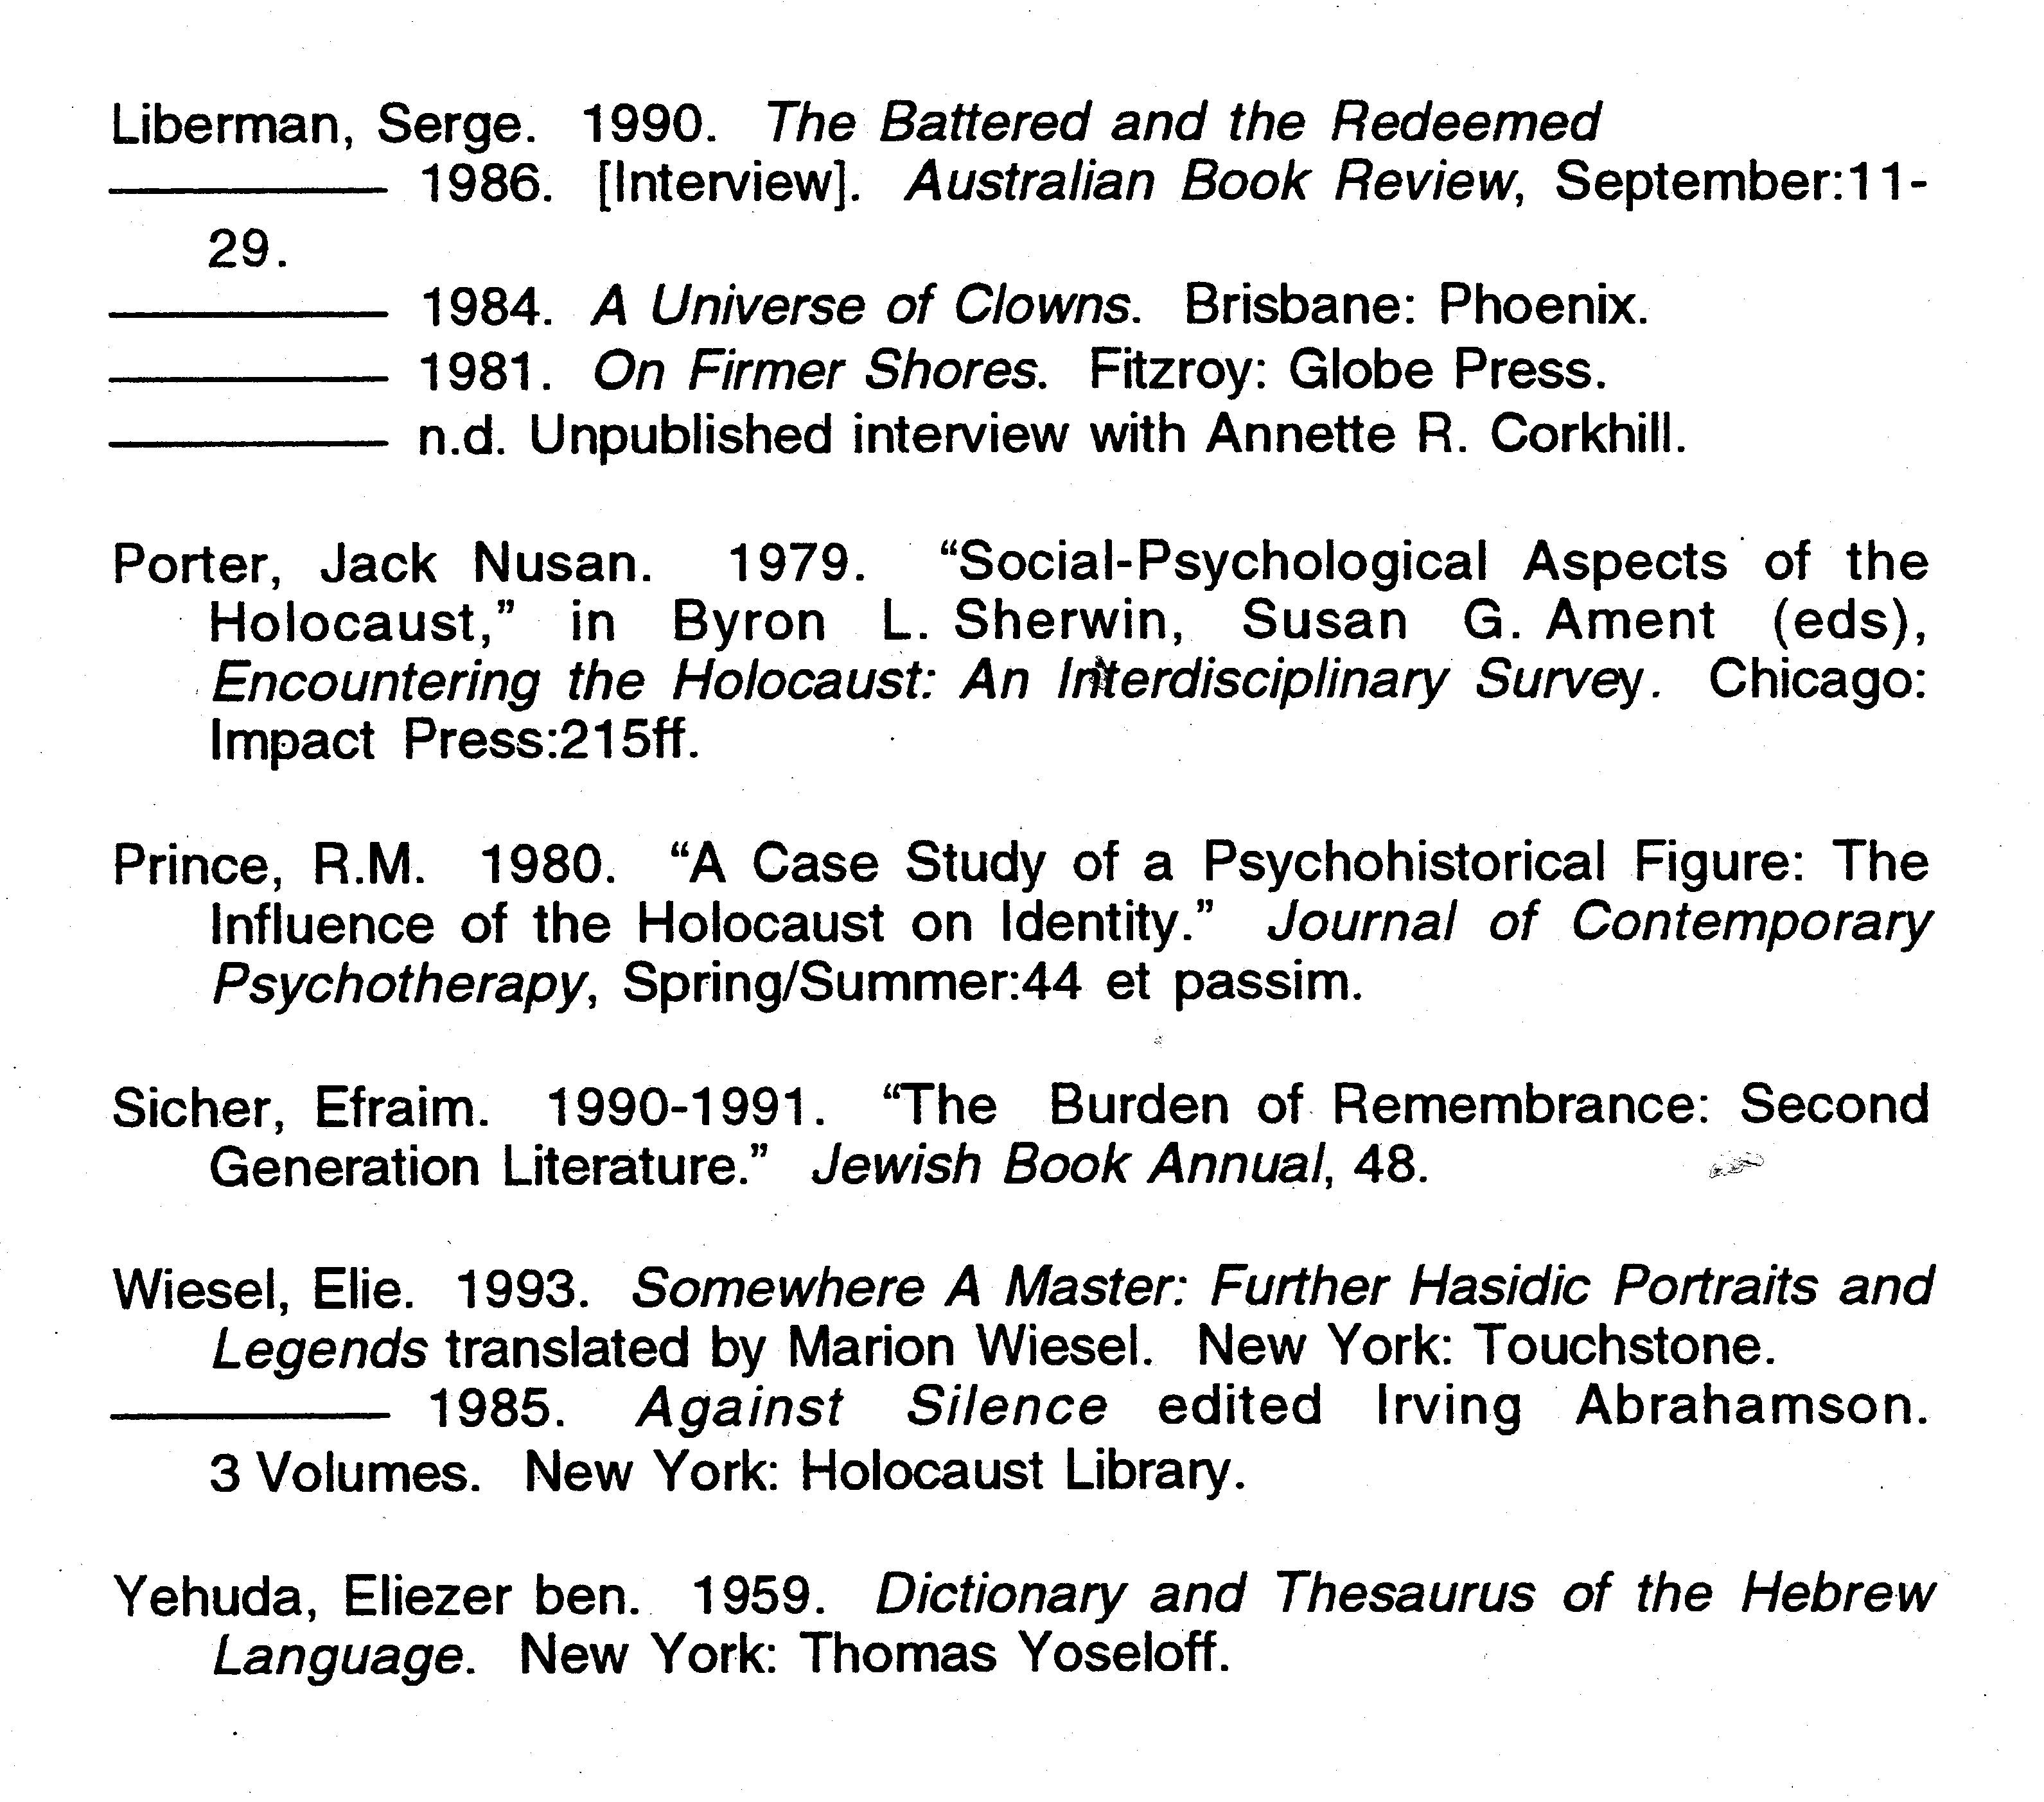 Liberman, Serge. 1990. The Battered and the Redeemed
________ 1986. [Interview]. Australian Book Review, September:11-
29.
________ 1984. A Universe of Clowns. Brisbane: Phoenix.
________ 1981. On Firmer Shores. Fitzroy: Globe Press.
________ n.d. Unpublished interview with Annette R. Corkhill.
Porter, Jack Nusan. 1979. “Social-Psychological Aspects of the
Holocaust,” in Byron L. Sherwin, Susan G. Ament (eds),
Encountering the Holocaust: An Interdisciplinary Survey. Chicago:
Impact Press:215ff.
Prince, R.M. 1980. “A Case Study of a Psychohistorical Figure: The
Influence of the Holocaust on Identity.” Journal of Contemporary
Psychotherapy, Spring/Summer:44 et passim.
Sicher, Efraim. 1990-1991. “The Burden of Remembrance: Second
Generation Literature.” Jewish Book Annual, 48.
Wiesel, Elie. 1993. Somewhere A Master: Further Hasidic Portraits and
Legends translated by Marion Wiesel. New York: Touchstone.
________ 1985. Against Silence edited Irving Abrahamson.
3 Volumes. New York: Holocaust Library.
Yehuda, Eliezer ben. 1959. Dictionary and Thesaurus of the Hebrew
Language. New York: Thomas Yoseloff.